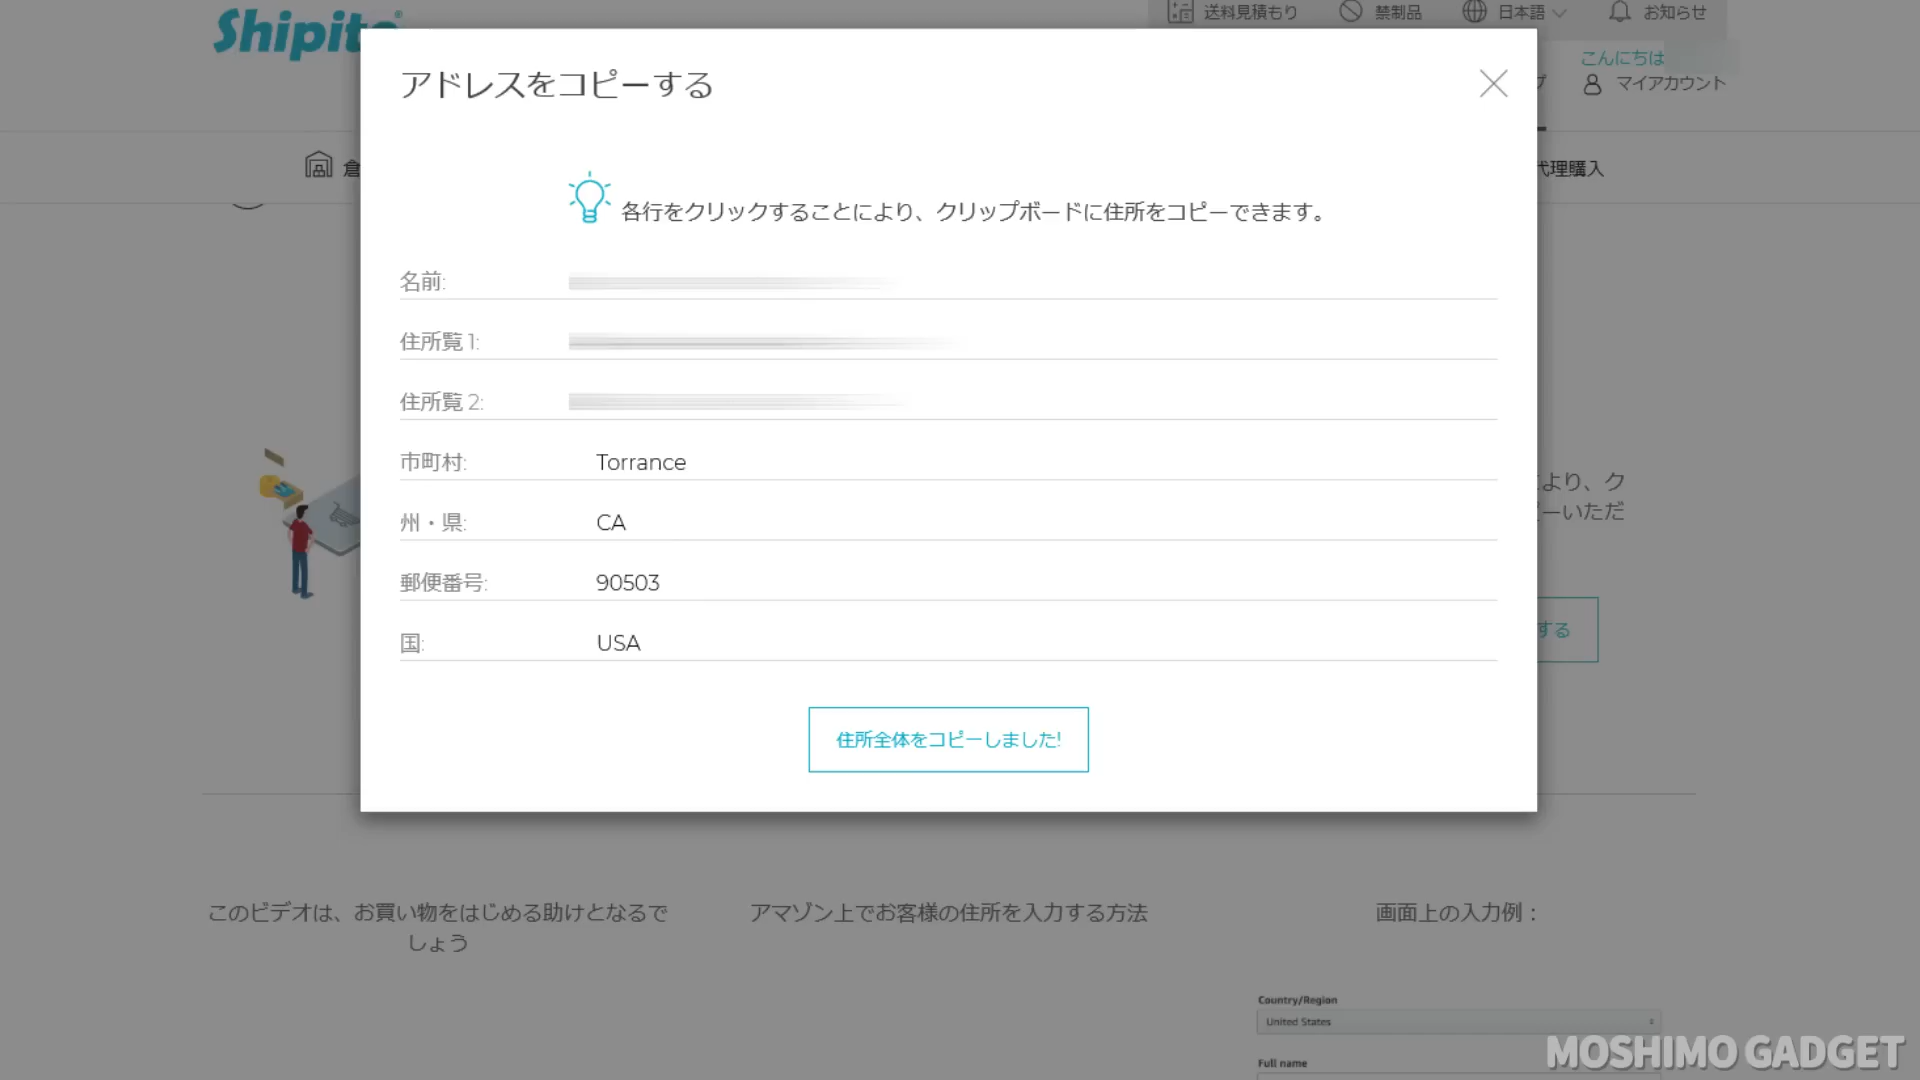 Shipito
送料見積もり
禁制品
日本語
お知らせ
こんにちは
マイアカウント
アドレスをコピーする
倉
代理購入
各行をクリックすることにより、クリップボードに住所をコピーできます。
名前:
住所覧 1:
住所覧 2:
市町村: Torrance
州・県: CA
郵便番号: 90503
国: USA
より、ク
ーいただ
する
住所全体をコピーしました!
このビデオは、お買い物をはじめる助けとなるで
しょう
アマゾン上でお客様の住所を入力する方法
画面上の入力例：
Country/Region
United States
Full name
MOSHIMO GADGET